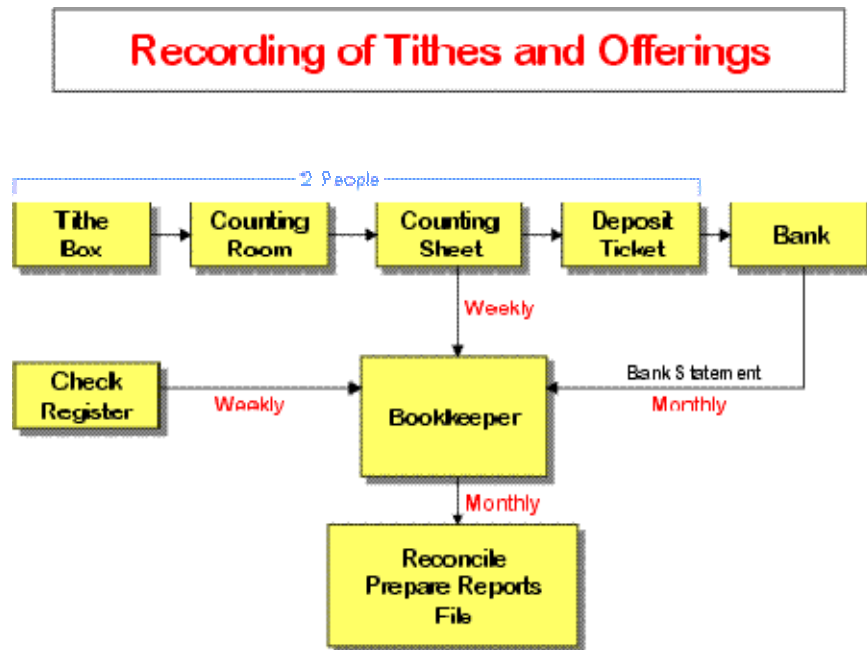 Recording of Tithes and Offerings
2 People
Tithe
Box
Counting
Room
Counting
Sheet
Deposit
Ticket
Bank
Weekly
Check
Register
Weekly
Bookkeeper
Bank Statement
Monthly
Monthly
Reconcile
Prepare Reports
File